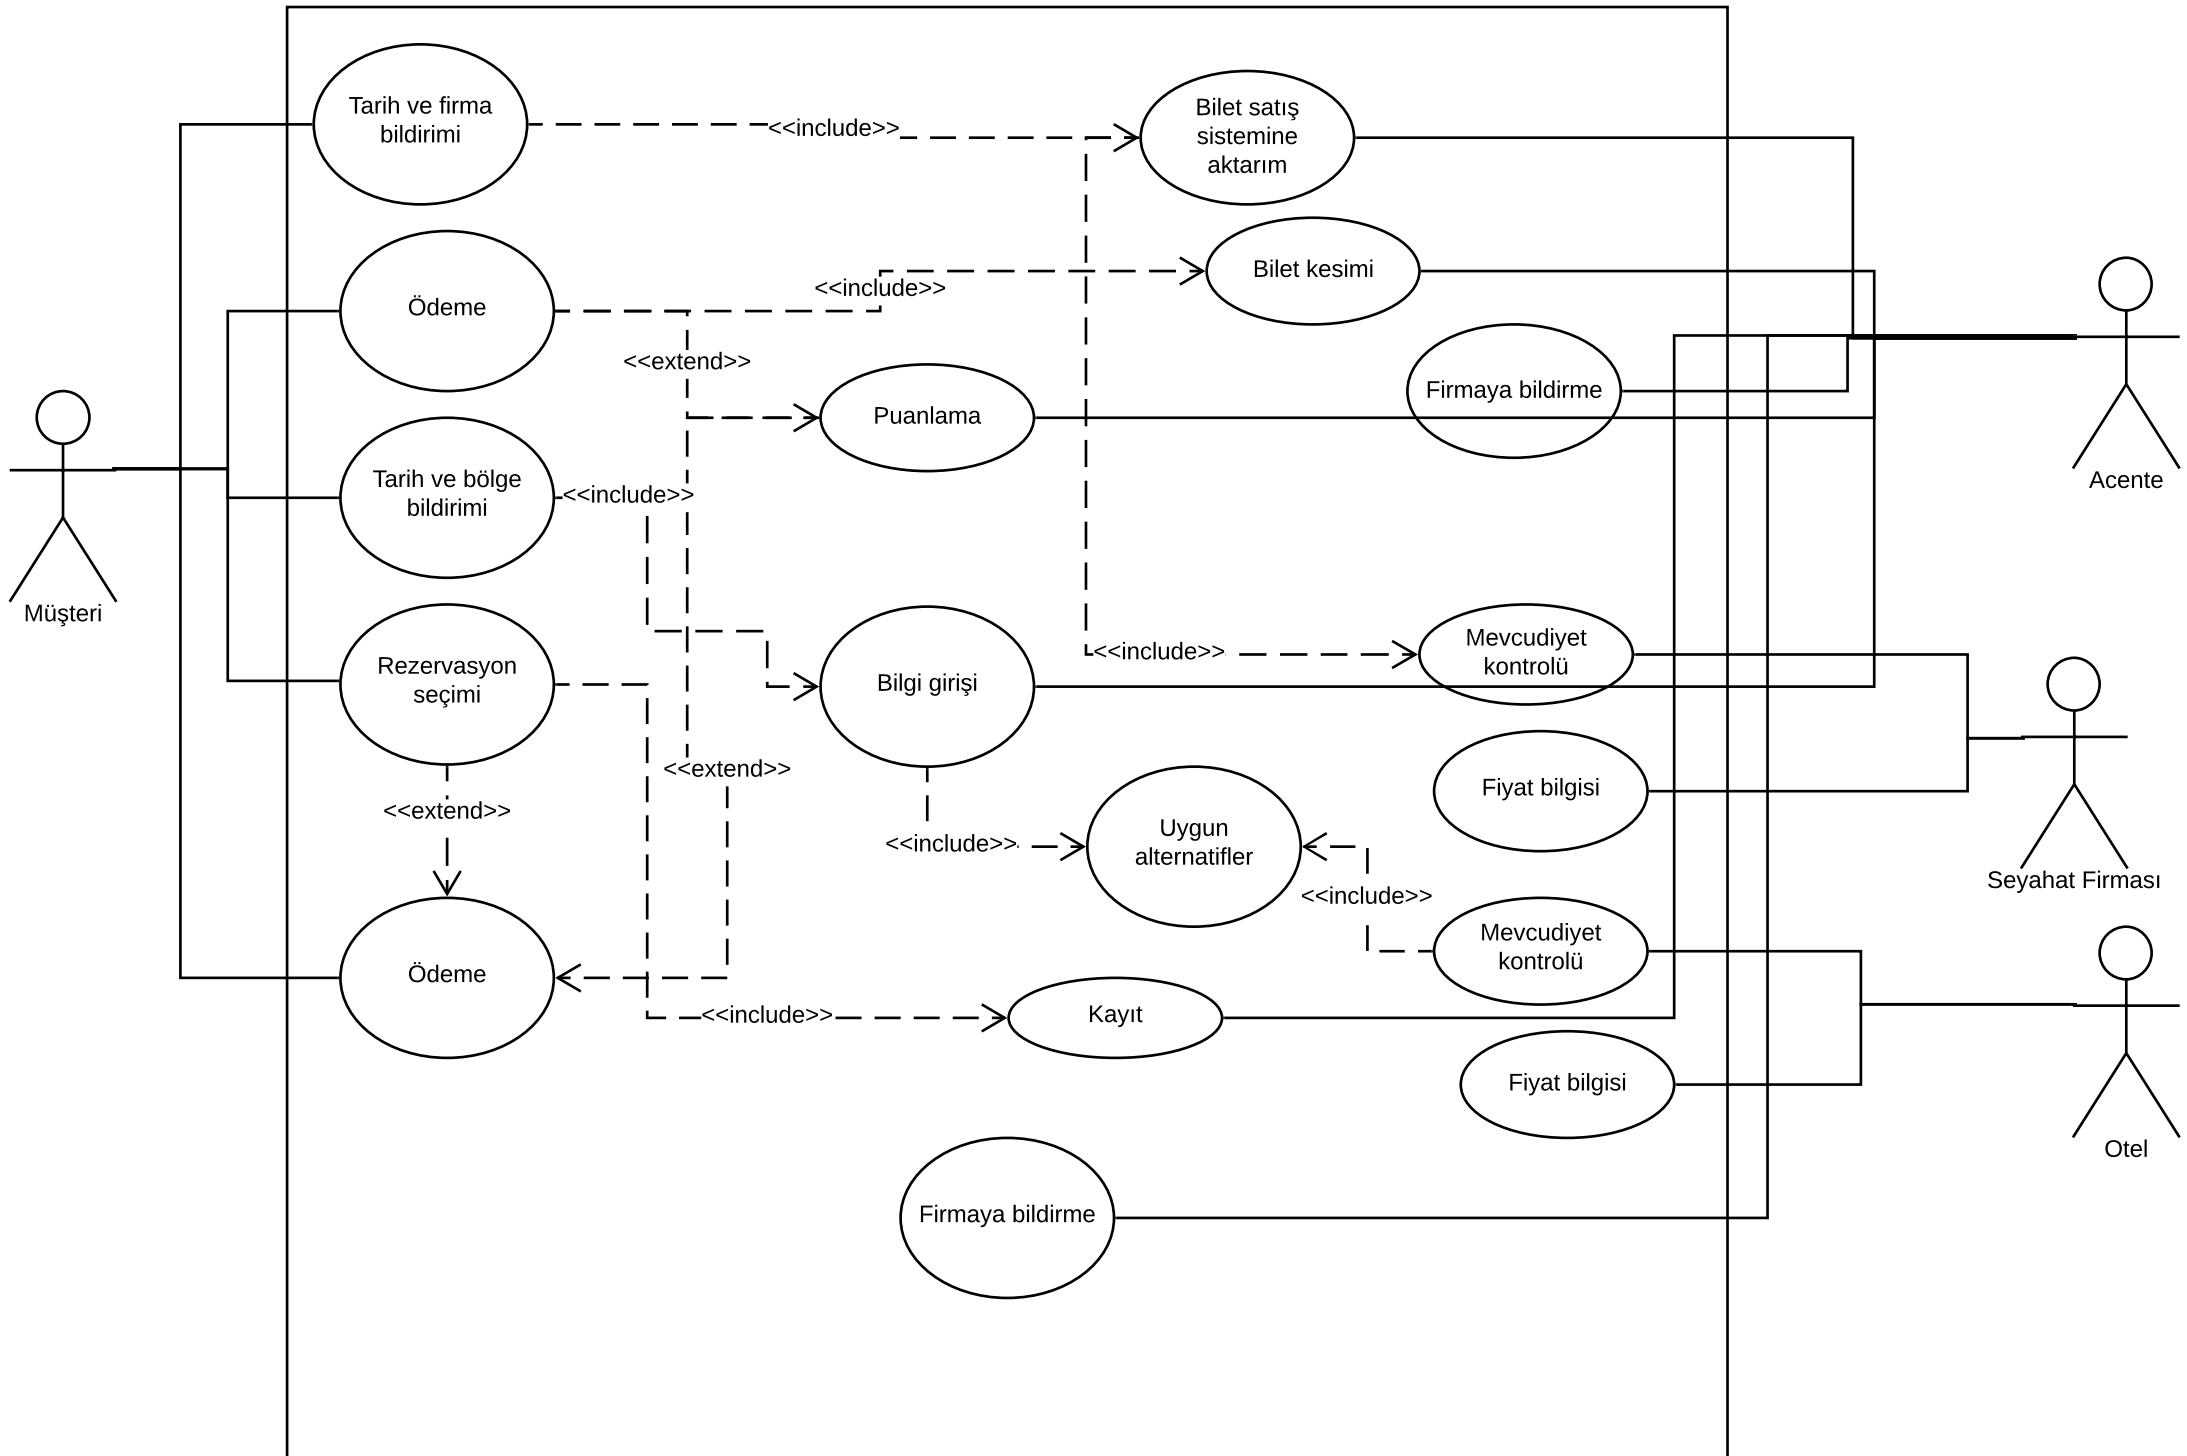 Tarih ve firma
bildirimi
<<include>>
Bilet satış
sistemine
aktarım
Ödeme
<<include>>
Bilet kesimi
<<extend>>
Puanlama
Firmaya bildirme
Acente
Tarih ve bölge
bildirimi
<<include>>
Müşteri
Rezervasyon
seçimi
Bilgi girişi
<<include>>
Mevcudiyet
kontrolü
<<extend>>
<<extend>>
Fiyat bilgisi
<<include>>
Uygun
alternatifler
<<include>>
Seyahat Firması
Mevcudiyet
kontrolü
Ödeme
<<include>>
Kayıt
Fiyat bilgisi
Otel
Firmaya bildirme